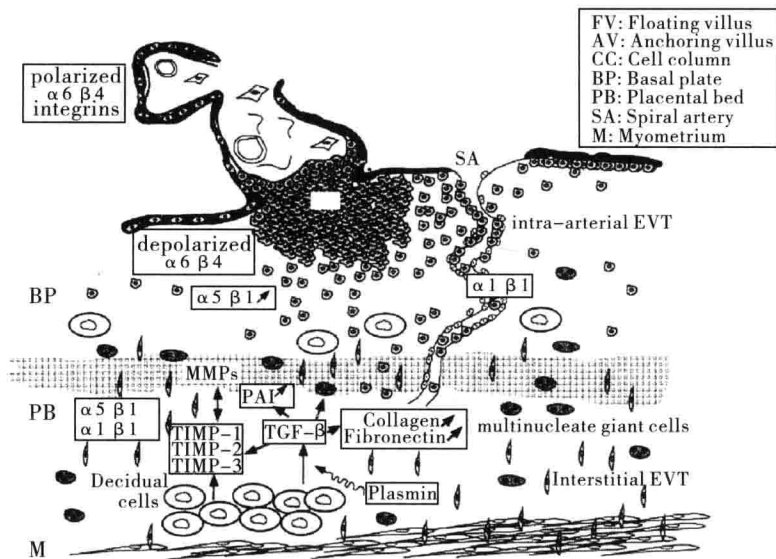 FV: Floating villus
AV: Anchoring villus
CC: Cell column
BP: Basal plate
PB: Placental bed
SA: Spiral artery
M: Myometrium
polarized
α6 β4
integrins
SA
intra-arterial EVT
depolarized
α6 β4
α5 β1
α1 β1
BP
MMPs
PAI
PB
α5 β1
α1 β1
TIMP-1
TIMP-2
TIMP-3
TGF-β
Collagen
Fibronectin
multinucleate giant cells
Decidual
cells
Plasmin
Interstitial EVT
M